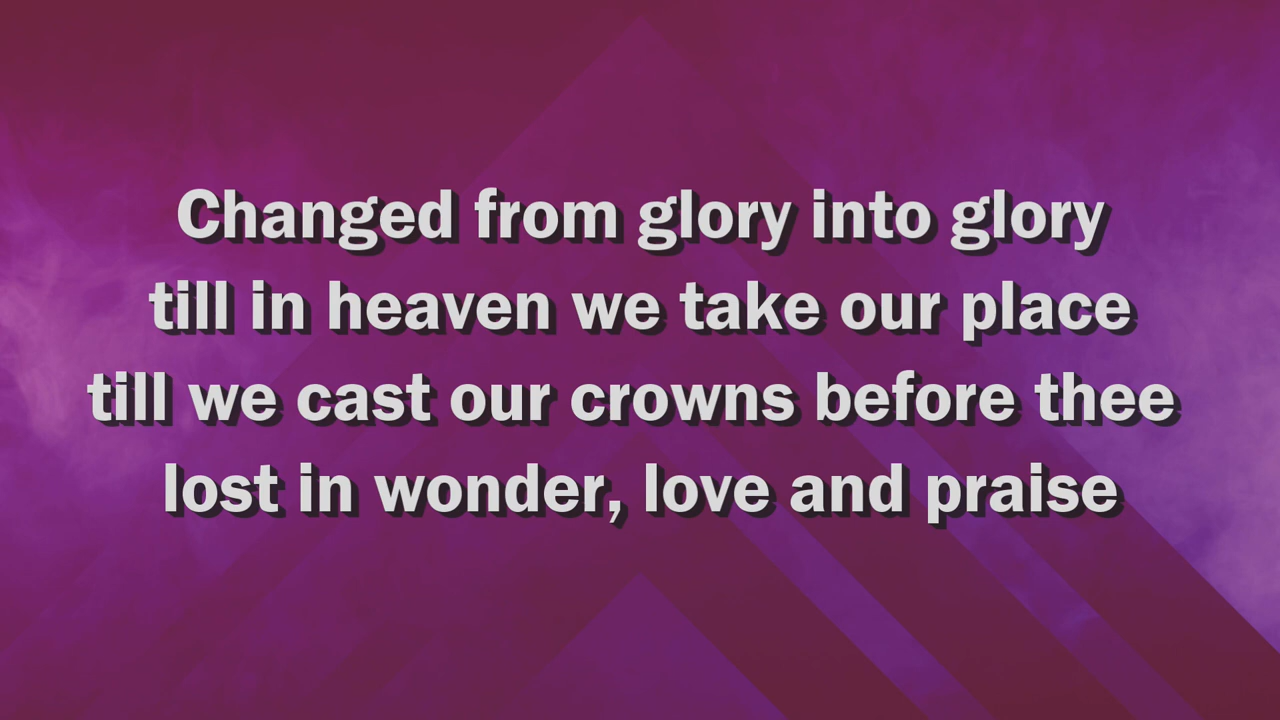 Changed from glory into glory
till in heaven we take our place
till we cast our crowns before thee
lost in wonder, love and praise